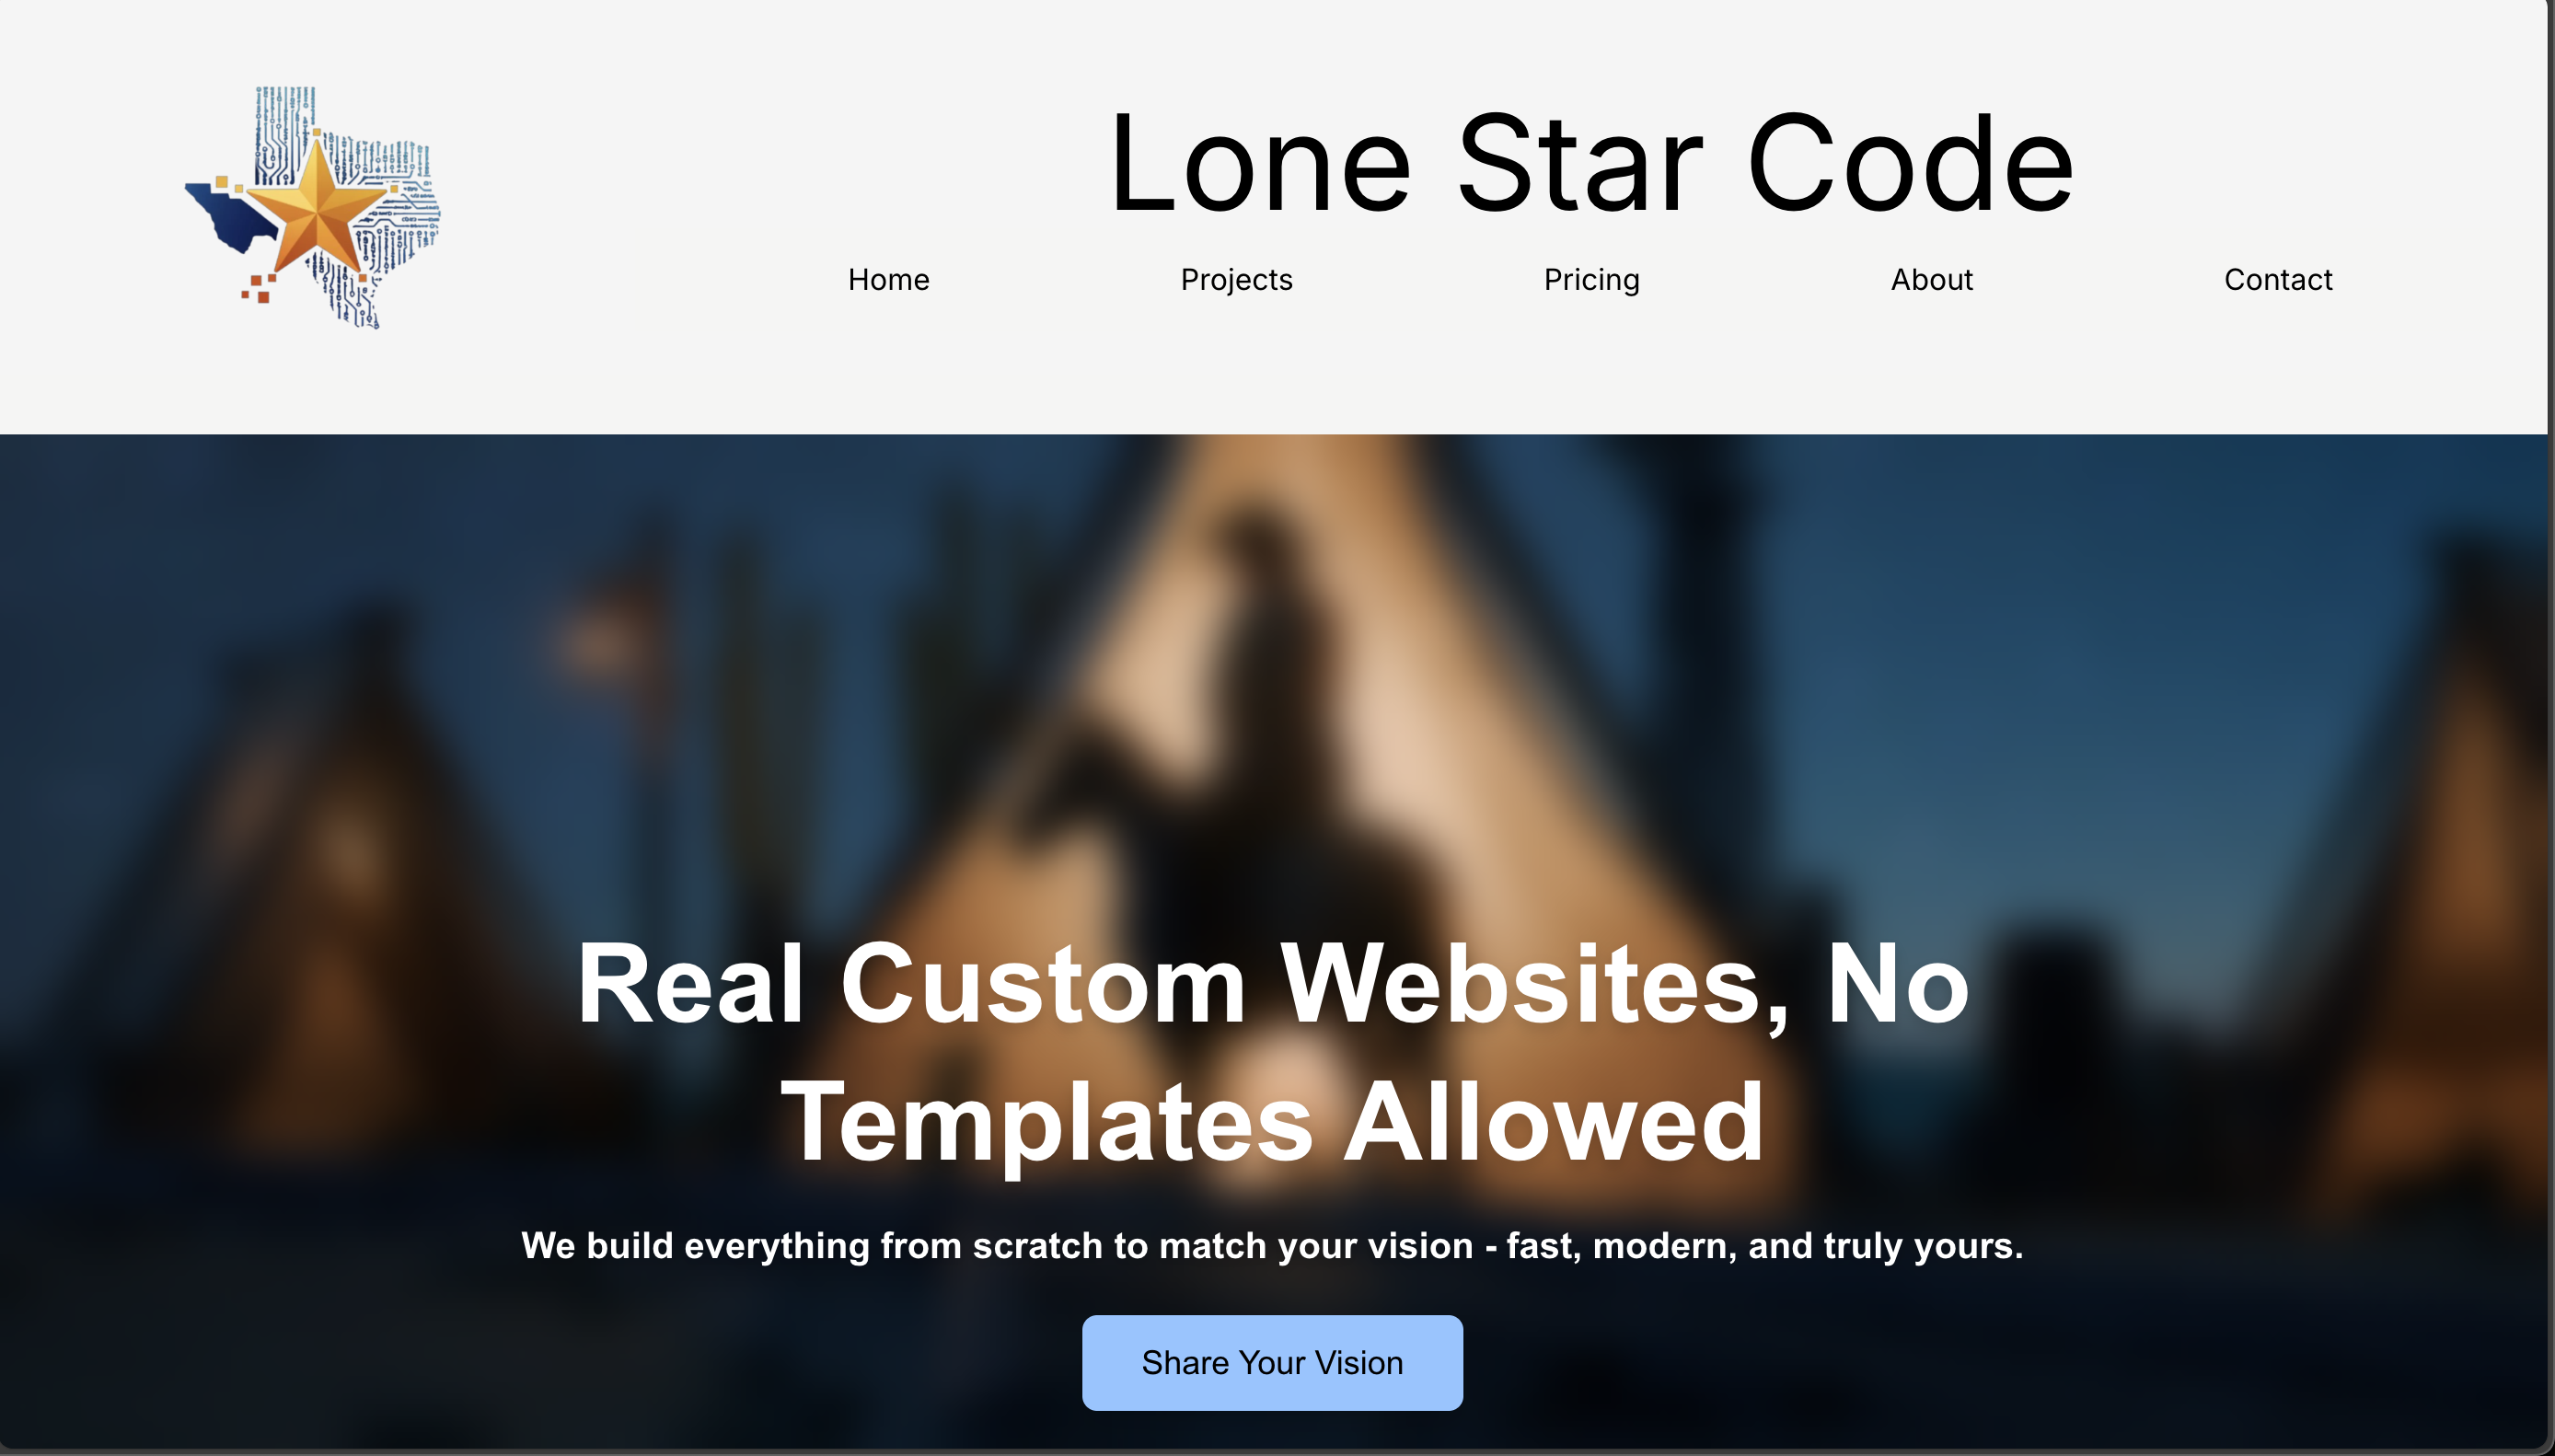 Lone Star Code
Home Projects Pricing About Contact
Real Custom Websites, No
Templates Allowed
We build everything from scratch to match your vision - fast, modern, and truly yours.
Share Your Vision